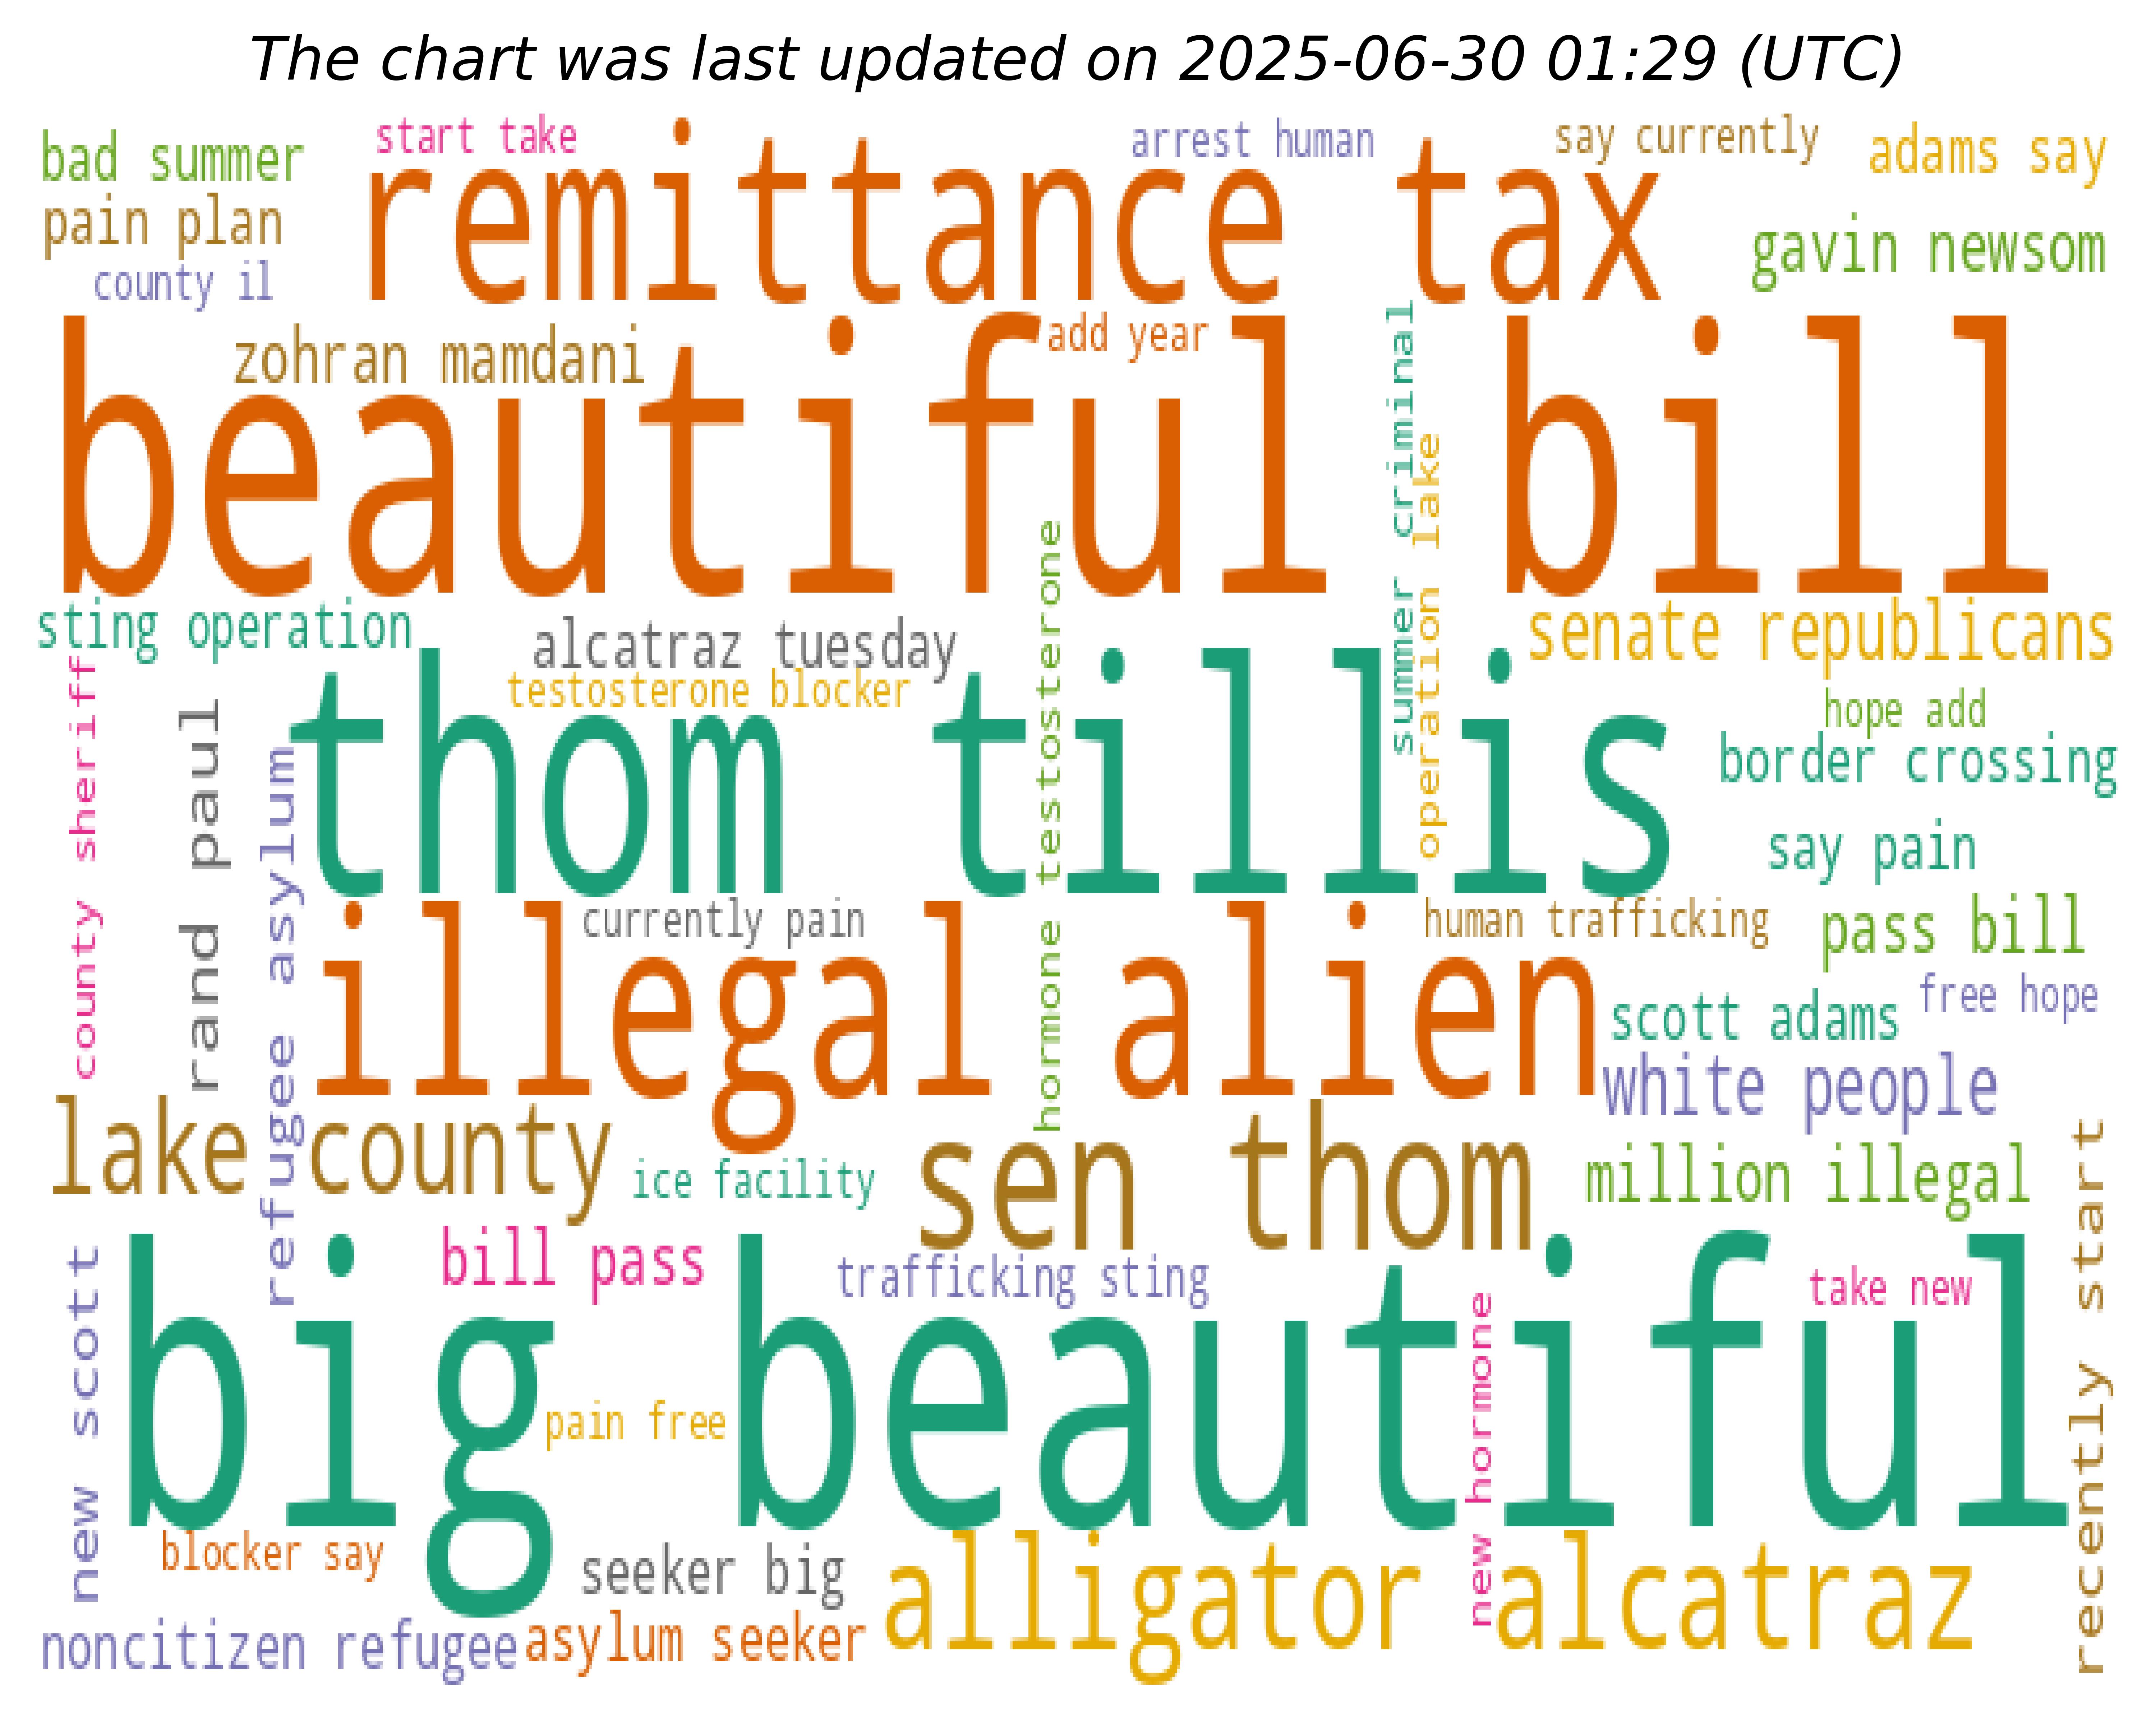 The chart was last updated on 2025-06-30 01:29 (UTC)
bad summer
start take
arrest human
say currently
adams say
remittance tax
pain plan
gavin newsom
county il
zohran mamdani
add year
beautiful bill
summer criminal
operation lake
sting operation
alcatraz tuesday
senate republicans
testosterone blocker
hormone testosterone
hope add
county sheriff
rand paul
thom tillis
border crossing
refugee asylum
say pain
currently pain
human trafficking
pass bill
illegal alien
free hope
scott adams
white people
lake county
sen thom
ice facility
million illegal
recently start
bill pass
trafficking sting
take new
new scott
big beautiful
new hormone
pain free
blocker say
seeker big
alligator alcatraz
noncitizen refugee
asylum seeker